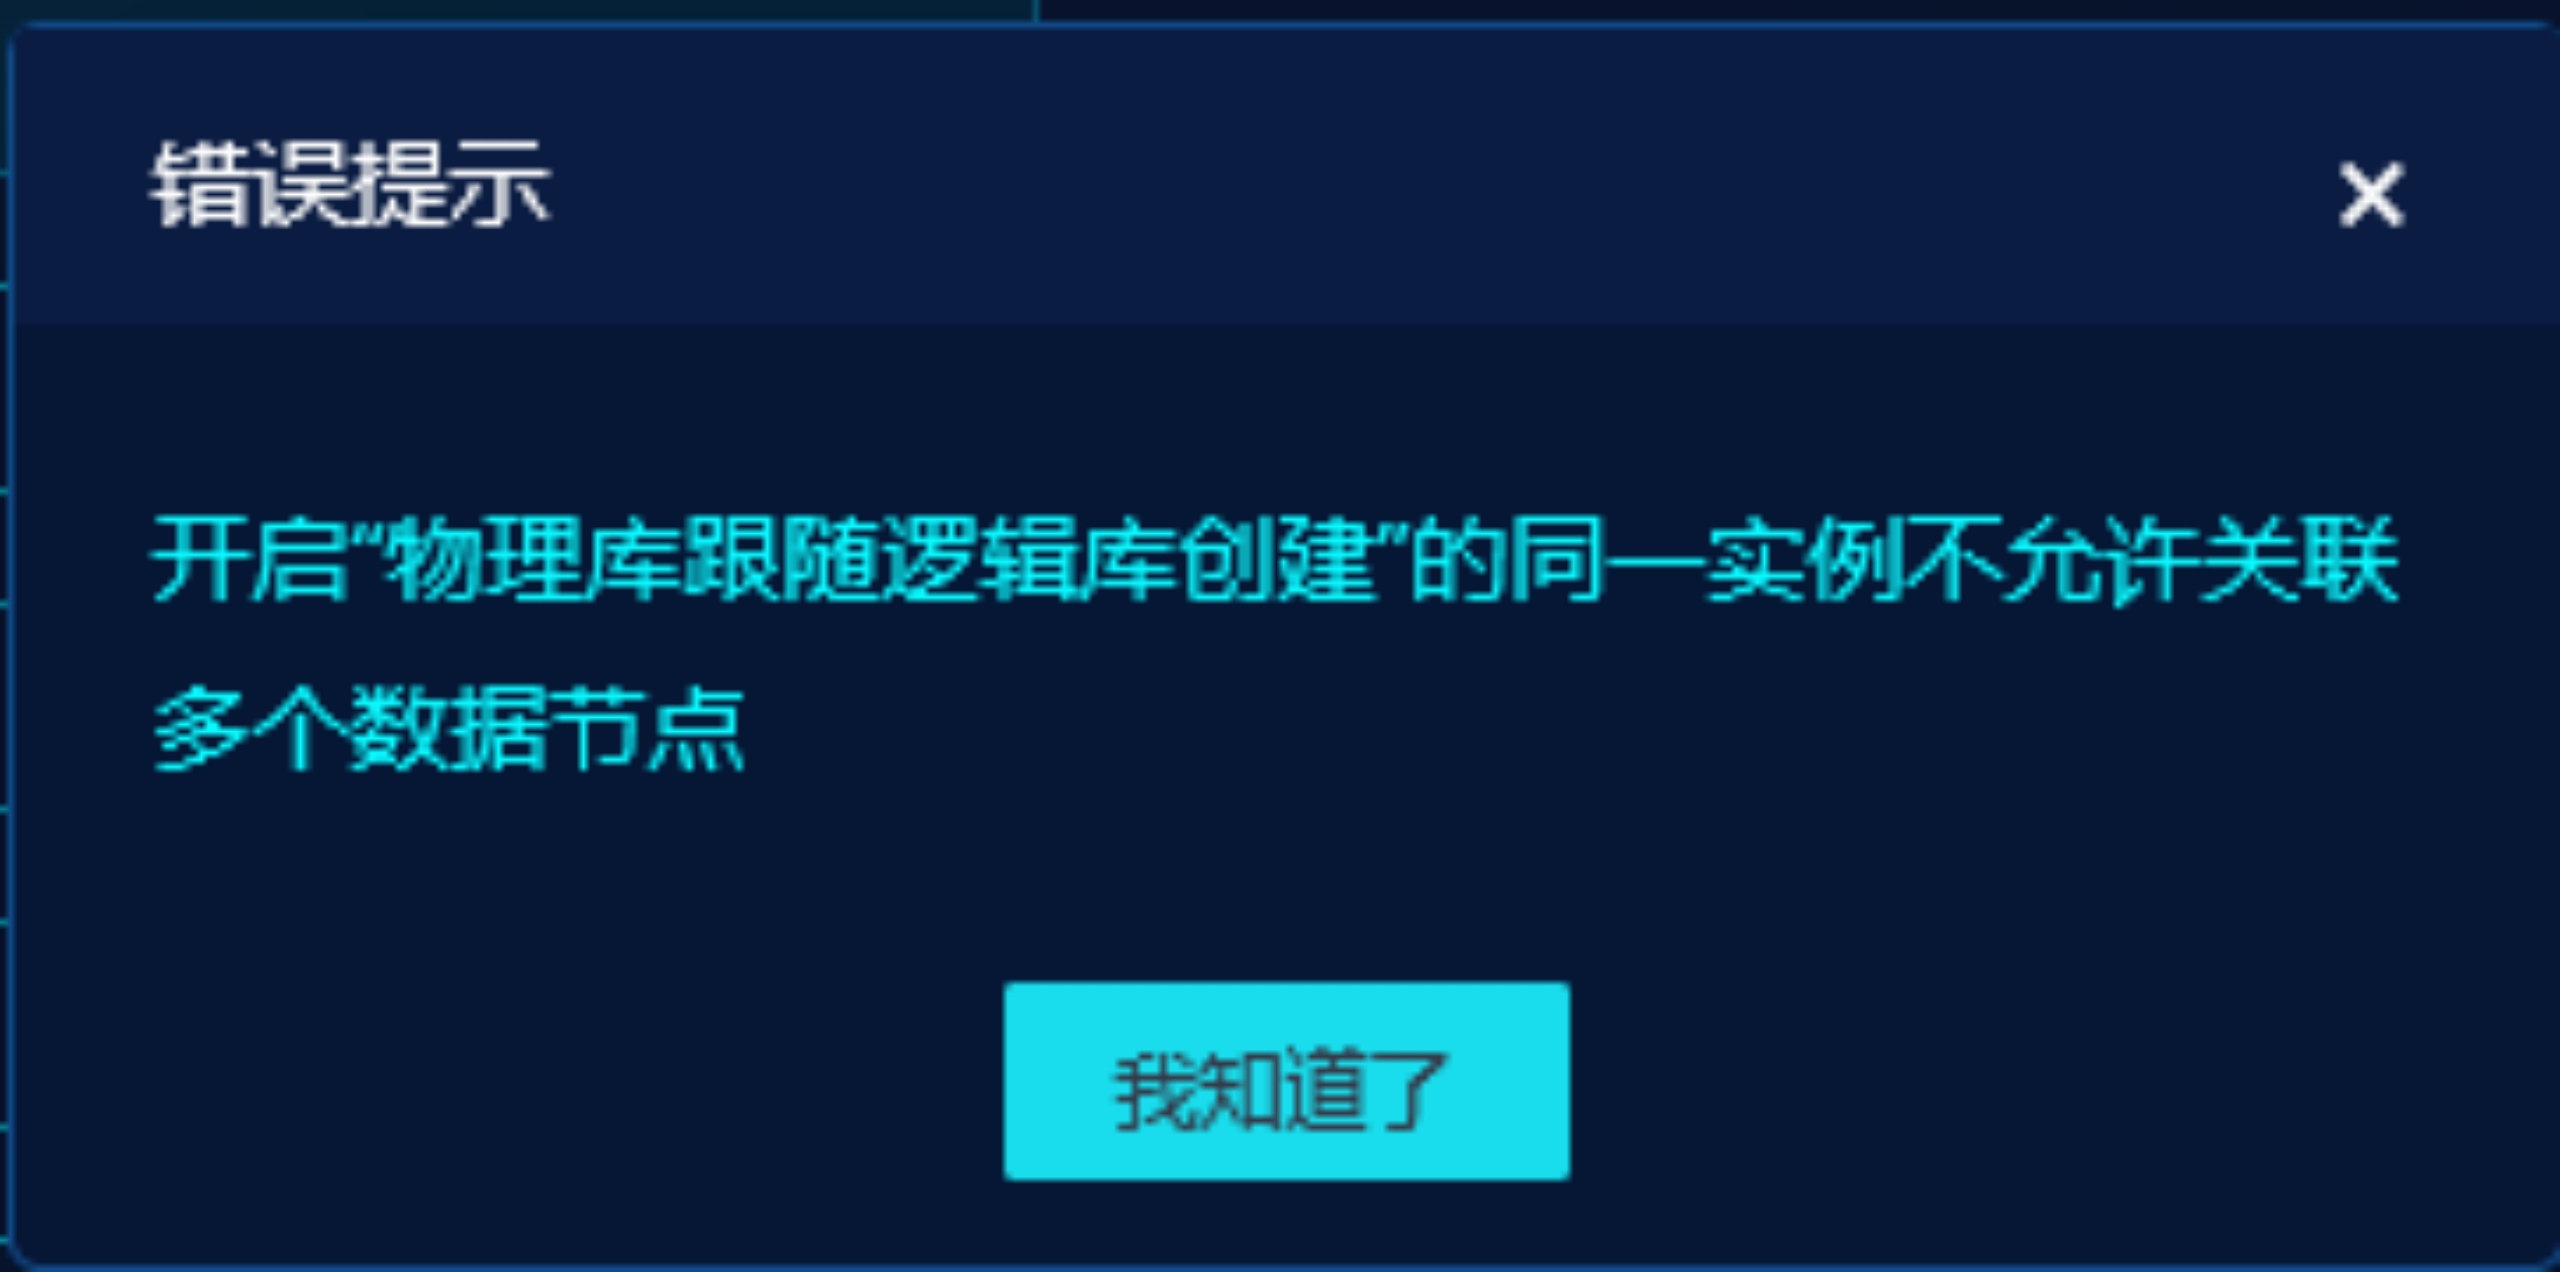 错误提示
开启“物理库跟随逻辑库创建”的同一实例不允许关联
多个数据节点
我知道了